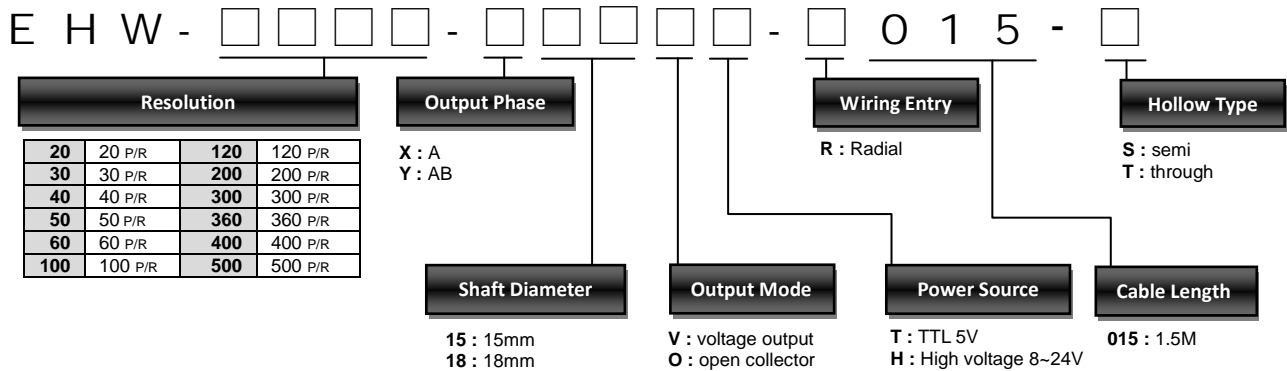 E H W - □ □ □ □ - □ □ □ □ □ - □ 0 1 5 - □
Resolution
Output Phase
Wiring Entry
Hollow Type
20 20 P/R 120 120 P/R
30 30 P/R 200 200 P/R
40 40 P/R 300 300 P/R
50 50 P/R 360 360 P/R
60 60 P/R 400 400 P/R
100 100 P/R 500 500 P/R
X : A
Y : AB
R : Radial
S : semi
T : through
Shaft Diameter
Output Mode
Power Source
Cable Length
15 : 15mm
18 : 18mm
V : voltage output
O : open collector
T : TTL 5V
H : High voltage 8~24V
015 : 1.5M